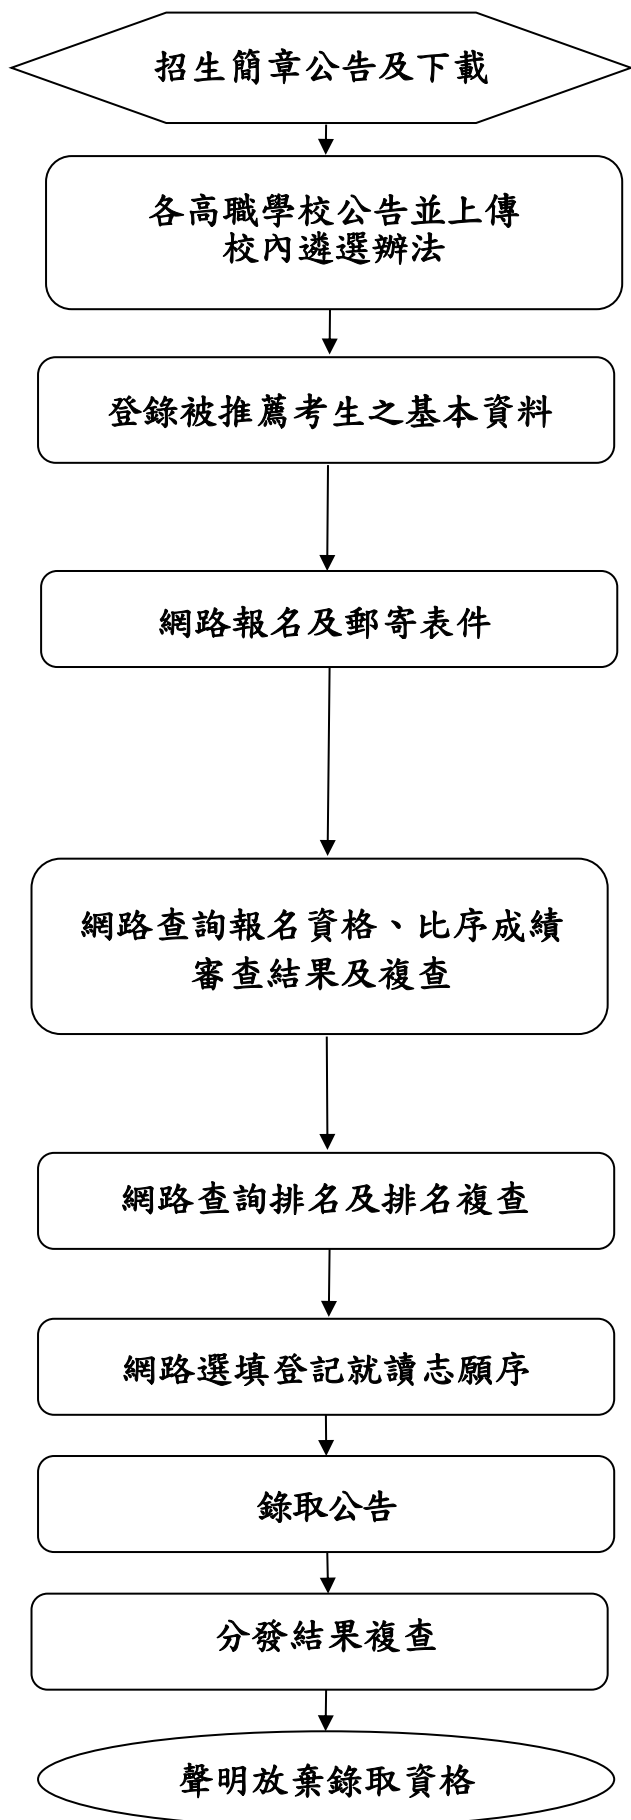 招生簡章公告及下載
各高職學校公告並上傳
校內遴選辦法
登錄被推薦考生之基本資料
網路報名及郵寄表件
網路查詢報名資格、比序成績
審查結果及複查
網路查詢排名及排名複查
網路選填登記就讀志願序
錄取公告
分發結果複查
聲明放棄錄取資格